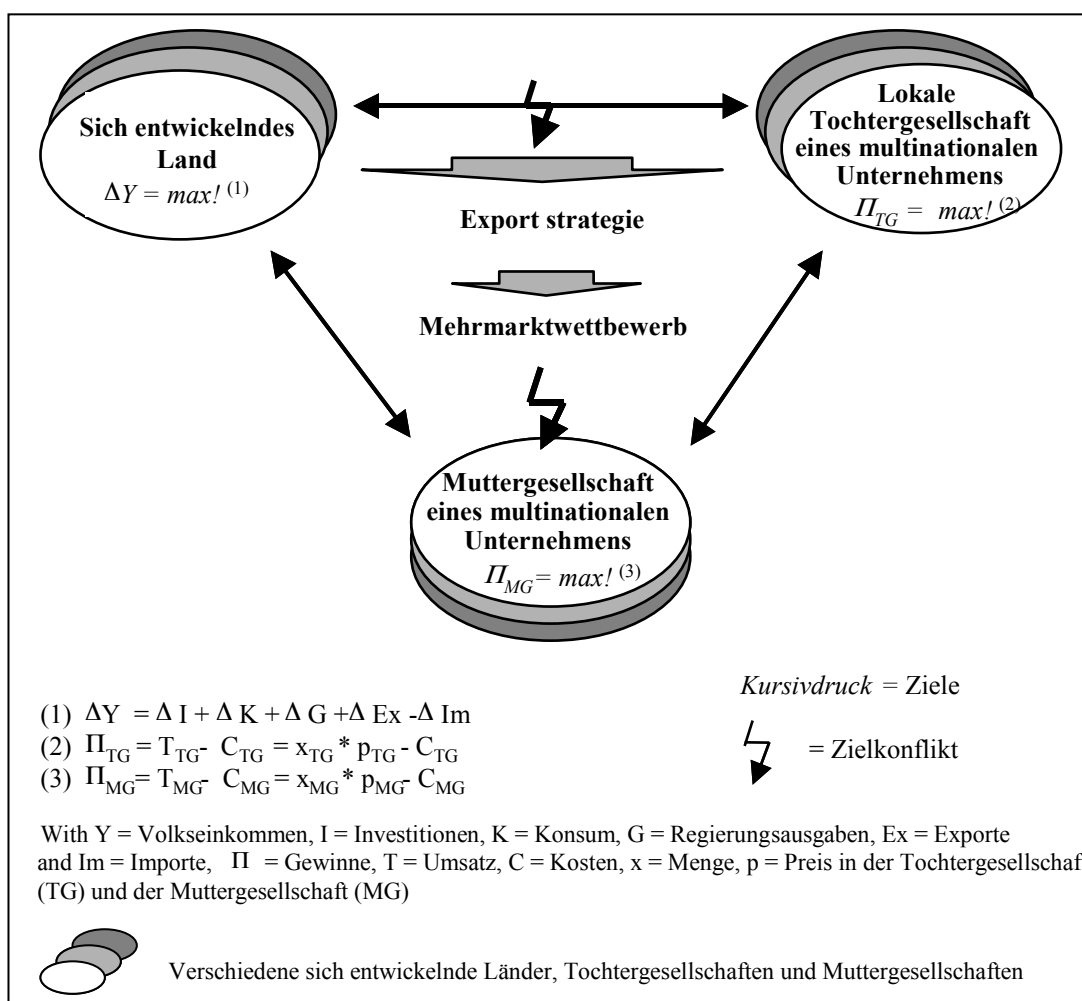 Sich entwickelndes
Land
ΔY = max! (1)
Lokale
Tochtergesellschaft
eines multinationalen
Unternehmens
Π_TG = max! (2)
Export strategie
Mehrmarktwettbewerb
Muttergesellschaft
eines multinationalen
Unternehmens
Π_MG = max! (3)
Kursivdruck = Ziele
= Zielkonflikt
(1) ΔY = Δ I + Δ K + Δ G +Δ Ex -Δ Im
(2) Π_TG = T_TG- C_TG = x_TG * p_TG - C_TG
(3) Π_MG= T_MG- C_MG = x_MG* p_MG- C_MG
With Y = Volkseinkommen, I = Investitionen, K = Konsum, G = Regierungsausgaben, Ex = Exporte
and Im = Importe, Π = Gewinne, T = Umsatz, C = Kosten, x = Menge, p = Preis in der Tochtergesellschaf
(TG) und der Muttergesellschaft (MG)
Verschiedene sich entwickelnde Länder, Tochtergesellschaften und Muttergesellschaften